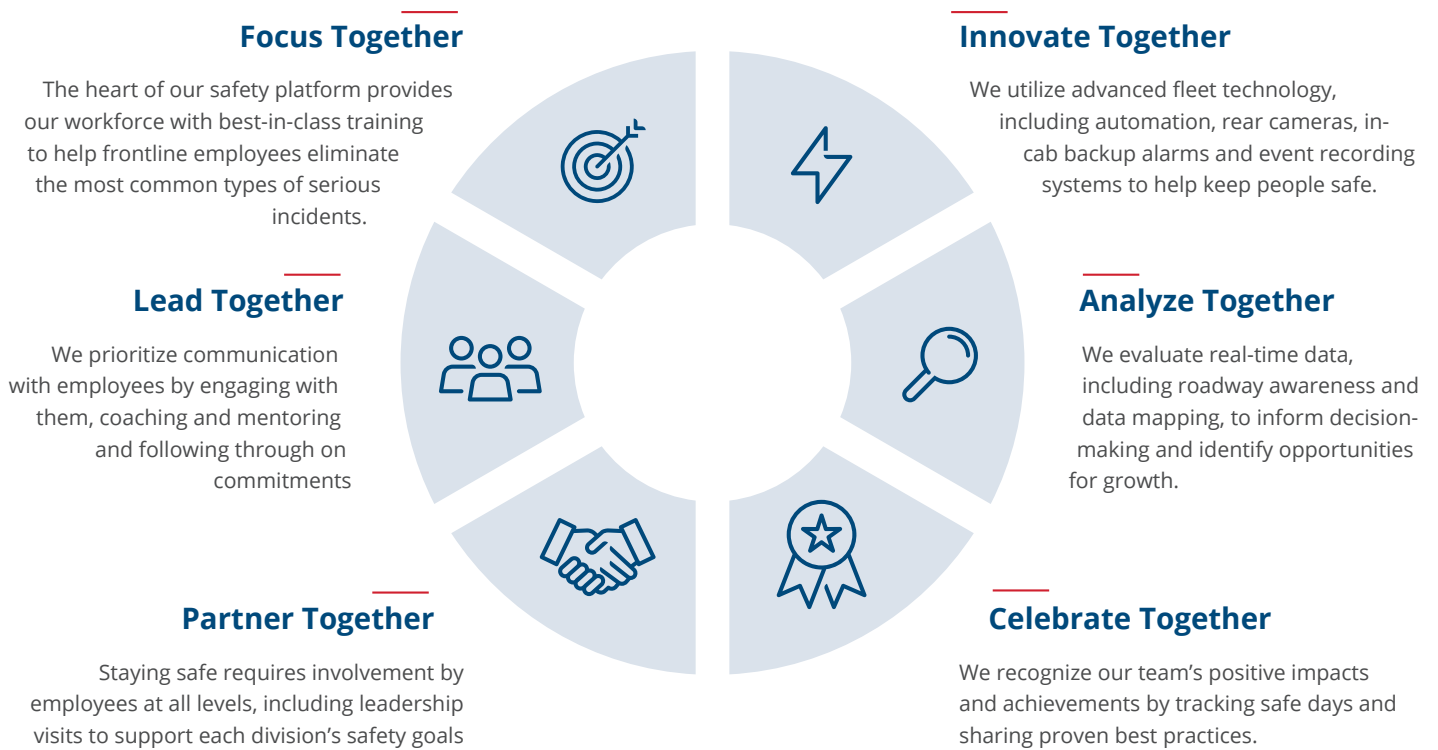 Focus Together
The heart of our safety platform provides
our workforce with best-in-class training
to help frontline employees eliminate
the most common types of serious
incidents.
Innovate Together
We utilize advanced fleet technology,
including automation, rear cameras, in-
cab backup alarms and event recording
systems to help keep people safe.
Lead Together
We prioritize communication
with employees by engaging with
them, coaching and mentoring
and following through on
commitments
Analyze Together
We evaluate real-time data,
including roadway awareness and
data mapping, to inform decision-
making and identify opportunities
for growth.
Partner Together
Staying safe requires involvement by
employees at all levels, including leadership
visits to support each division’s safety goals
Celebrate Together
We recognize our team’s positive impacts
and achievements by tracking safe days and
sharing proven best practices.